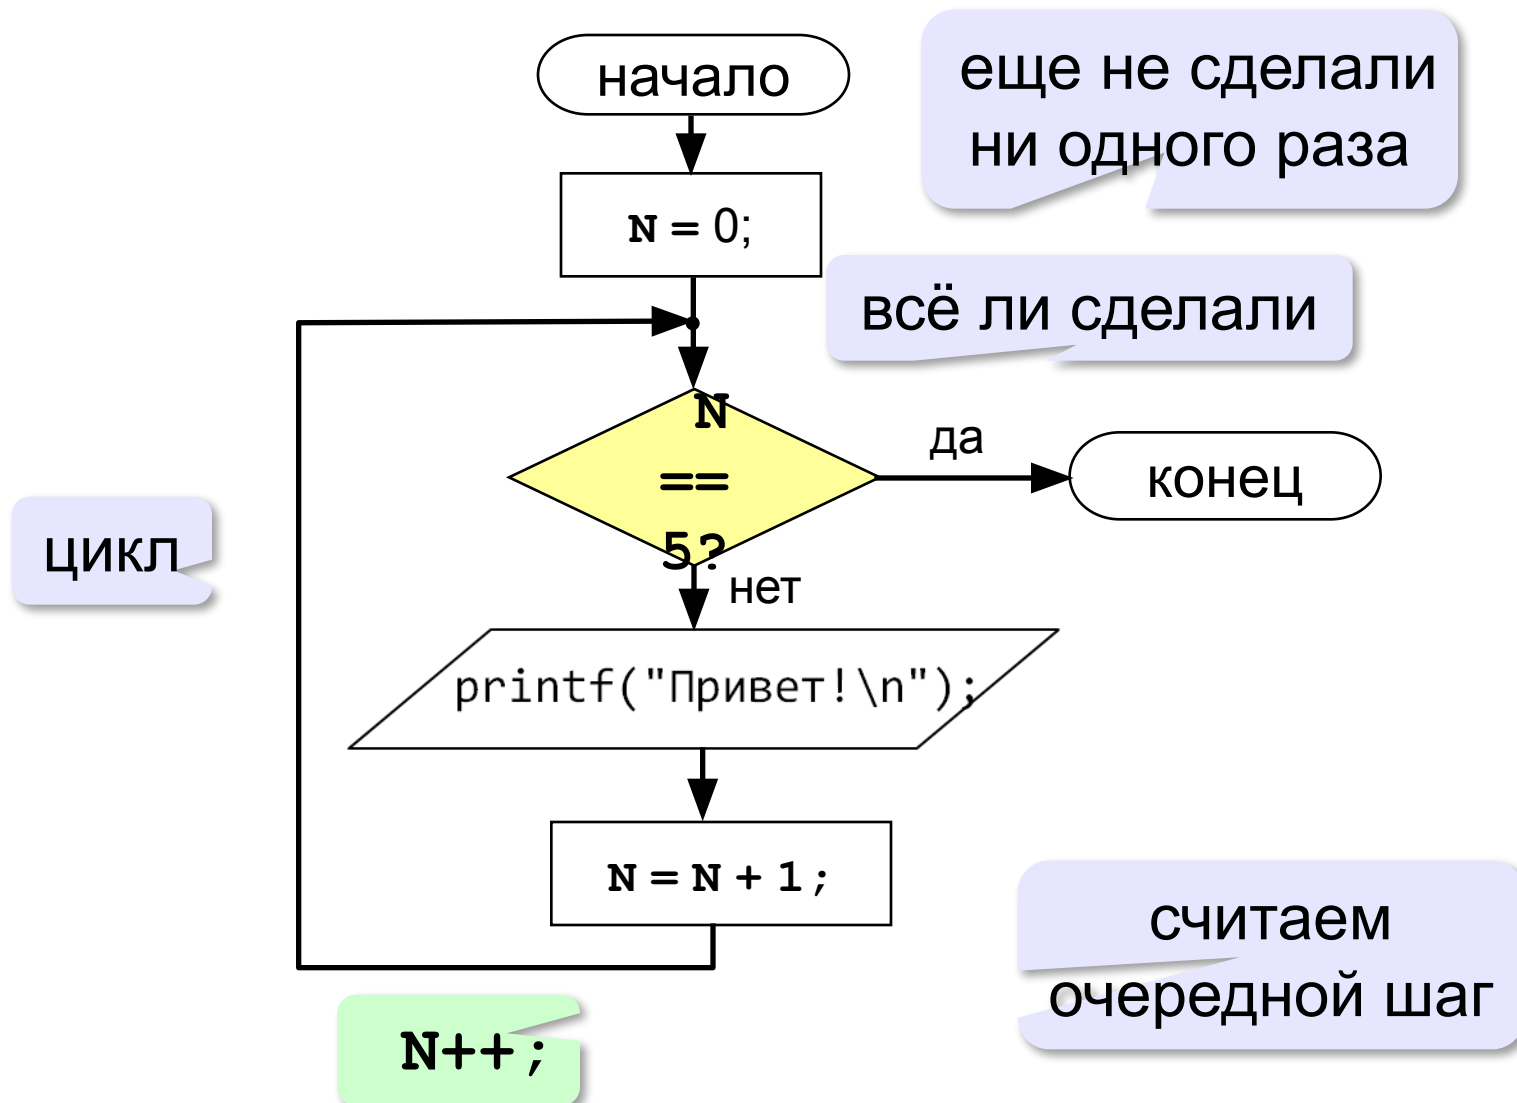 начало
еще не сделали
ни одного раза
N = 0;
всё ли сделали
N
==
5?
да
конец
цикл
нет
printf("Привет!\n");
N = N + 1;
считаем
очередной шаг
N++;